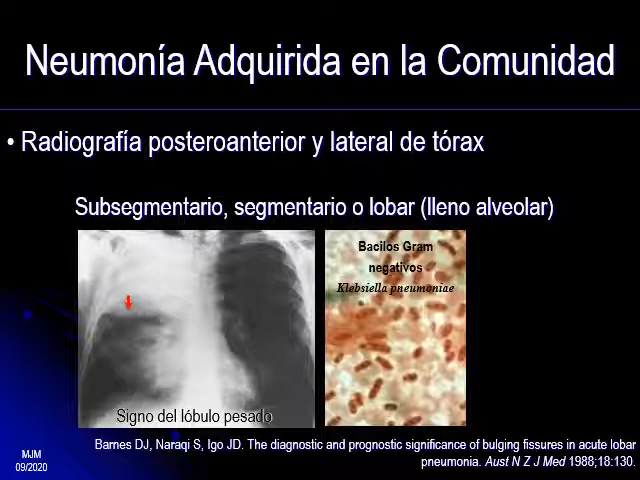 Neumonía Adquirida en la Comunidad
• Radiografía posteroanterior y lateral de tórax
Subsegmentario, segmentario o lobar (lleno alveolar)
Bacilos Gram
negativos
Klebsiella pneumoniae
Signo del lóbulo pesado
Barnes DJ, Naraqi S, Igo JD. The diagnostic and prognostic significance of bulging fissures in acute lobar
pneumonia. Aust N Z J Med 1988;18:130.
MJM
09/2020